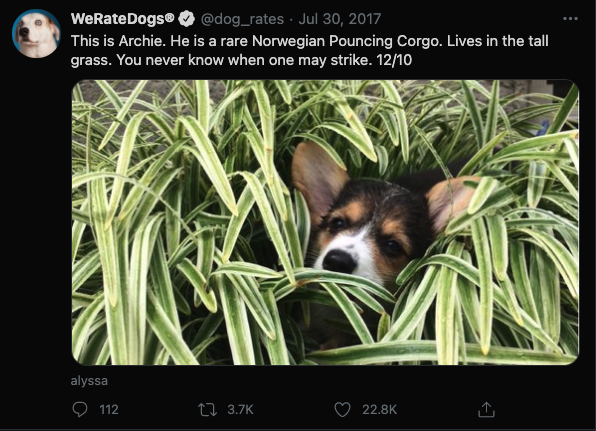 WeRateDogs® @dog_rates · Jul 30, 2017
This is Archie. He is a rare Norwegian Pouncing Corgo. Lives in the tall
grass. You never know when one may strike. 12/10
alyssa
112 3.7K 22.8K